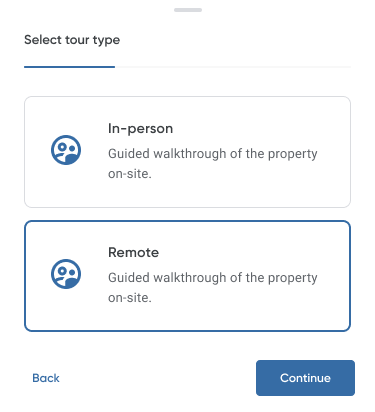 Select tour type
In-person
Guided walkthrough of the property
on-site.
Remote
Guided walkthrough of the property
on-site.
Back
Continue